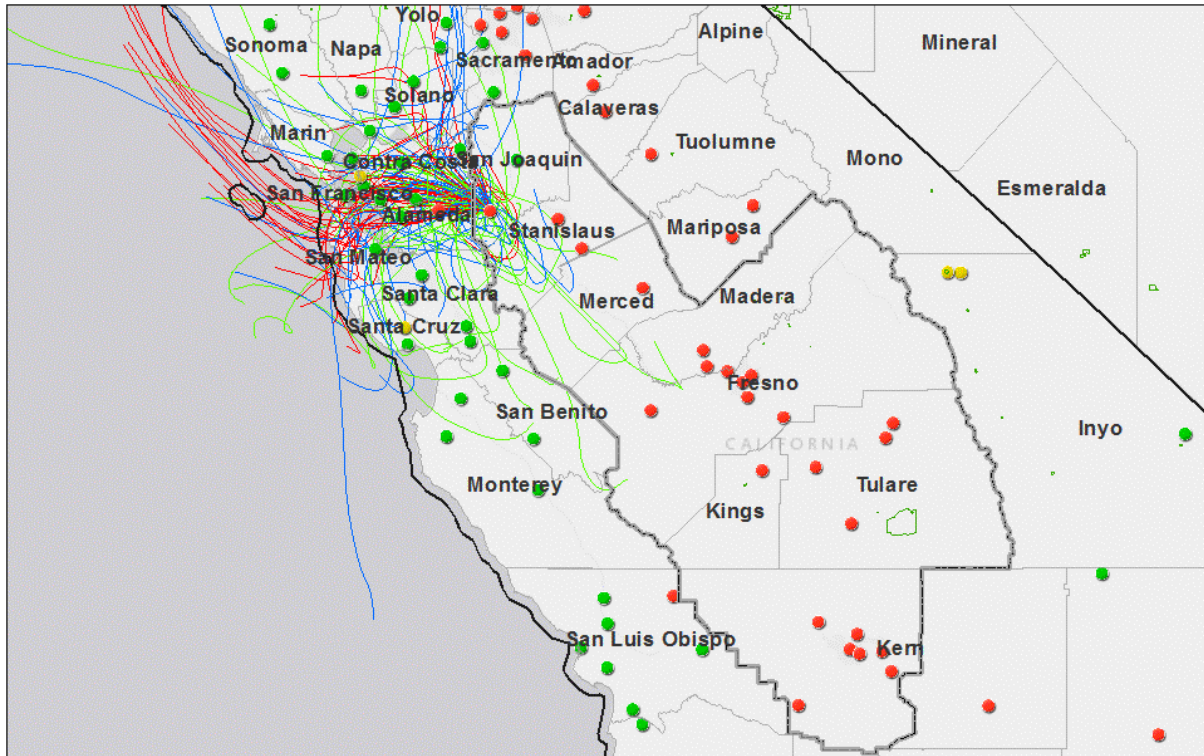 Yolo
Sonoma
Napa
Sacramento
Amador
Alpine
Mineral
Solano
Calaveras
Marin
Tuolumne
Contra Costa
San Joaquin
Mono
Esmeralda
San Francisco
Alameda
Stanislaus
Mariposa
San Mateo
Santa Clara
Merced
Madera
Santa Cruz
Fresno
San Benito
Inyo
CALIFORNIA
Monterey
Tulare
Kings
San Luis Obispo
Kern